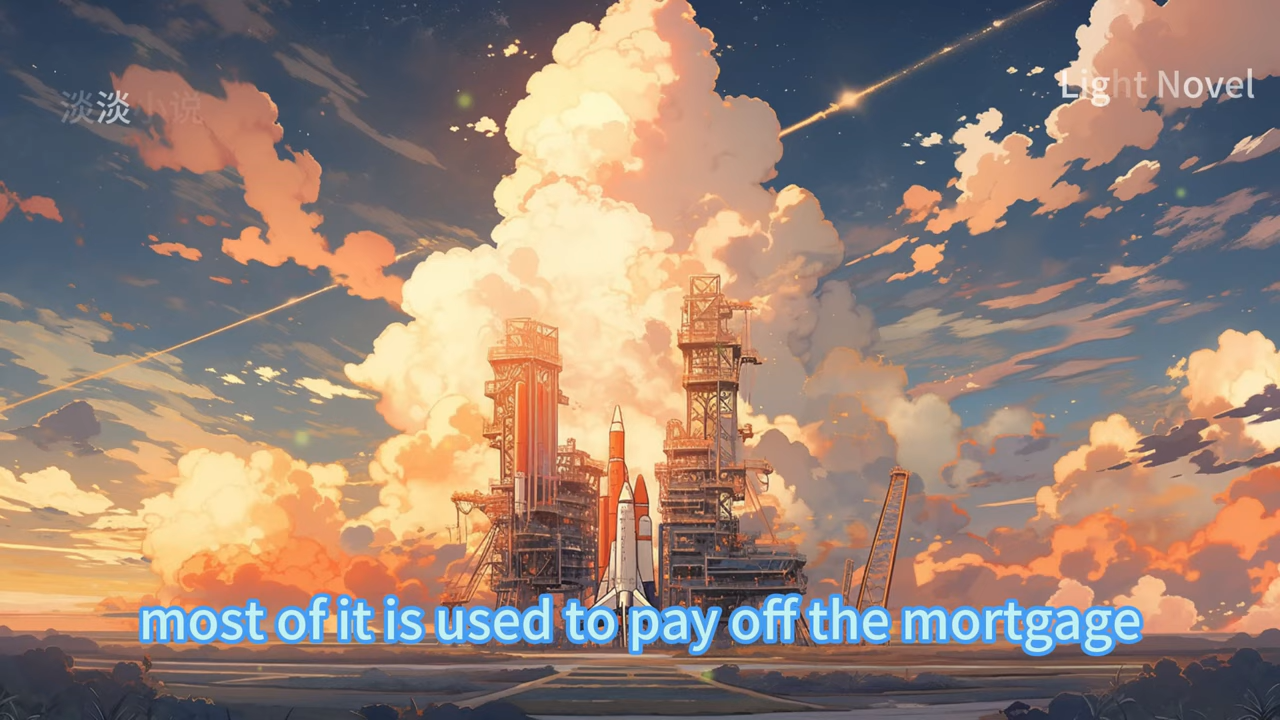 淡淡小说
Light Novel
most of it is used to pay off the mortgage